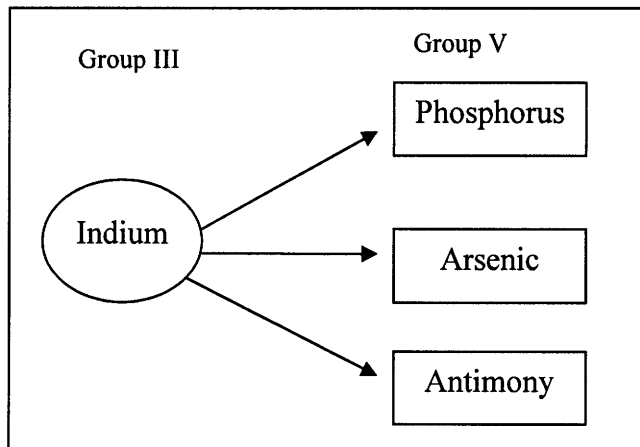 Group III
Group V
Phosphorus
Indium
Arsenic
Antimony